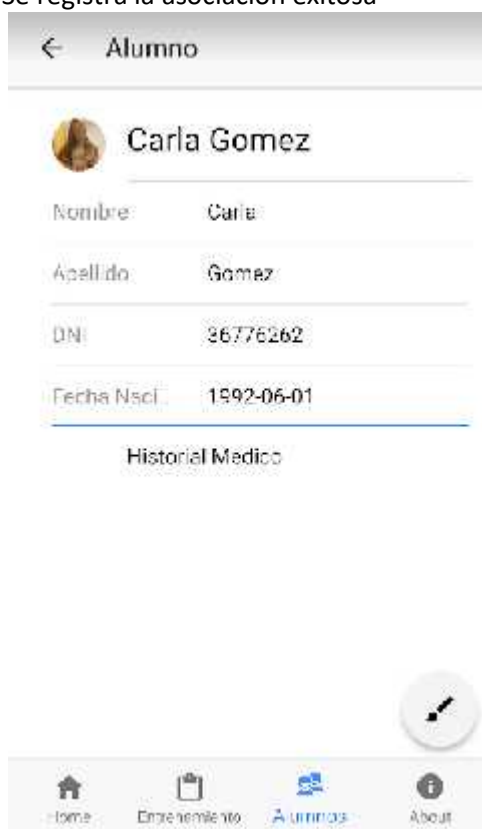 Se registra la asociación exitosa
Alumno
Carla Gomez
Nombre Carla
Apellido Gomez
DNI 36776262
Fecha Naci...  1992-06-01
Historial Medico
Home Entrenamiento Alumnos About